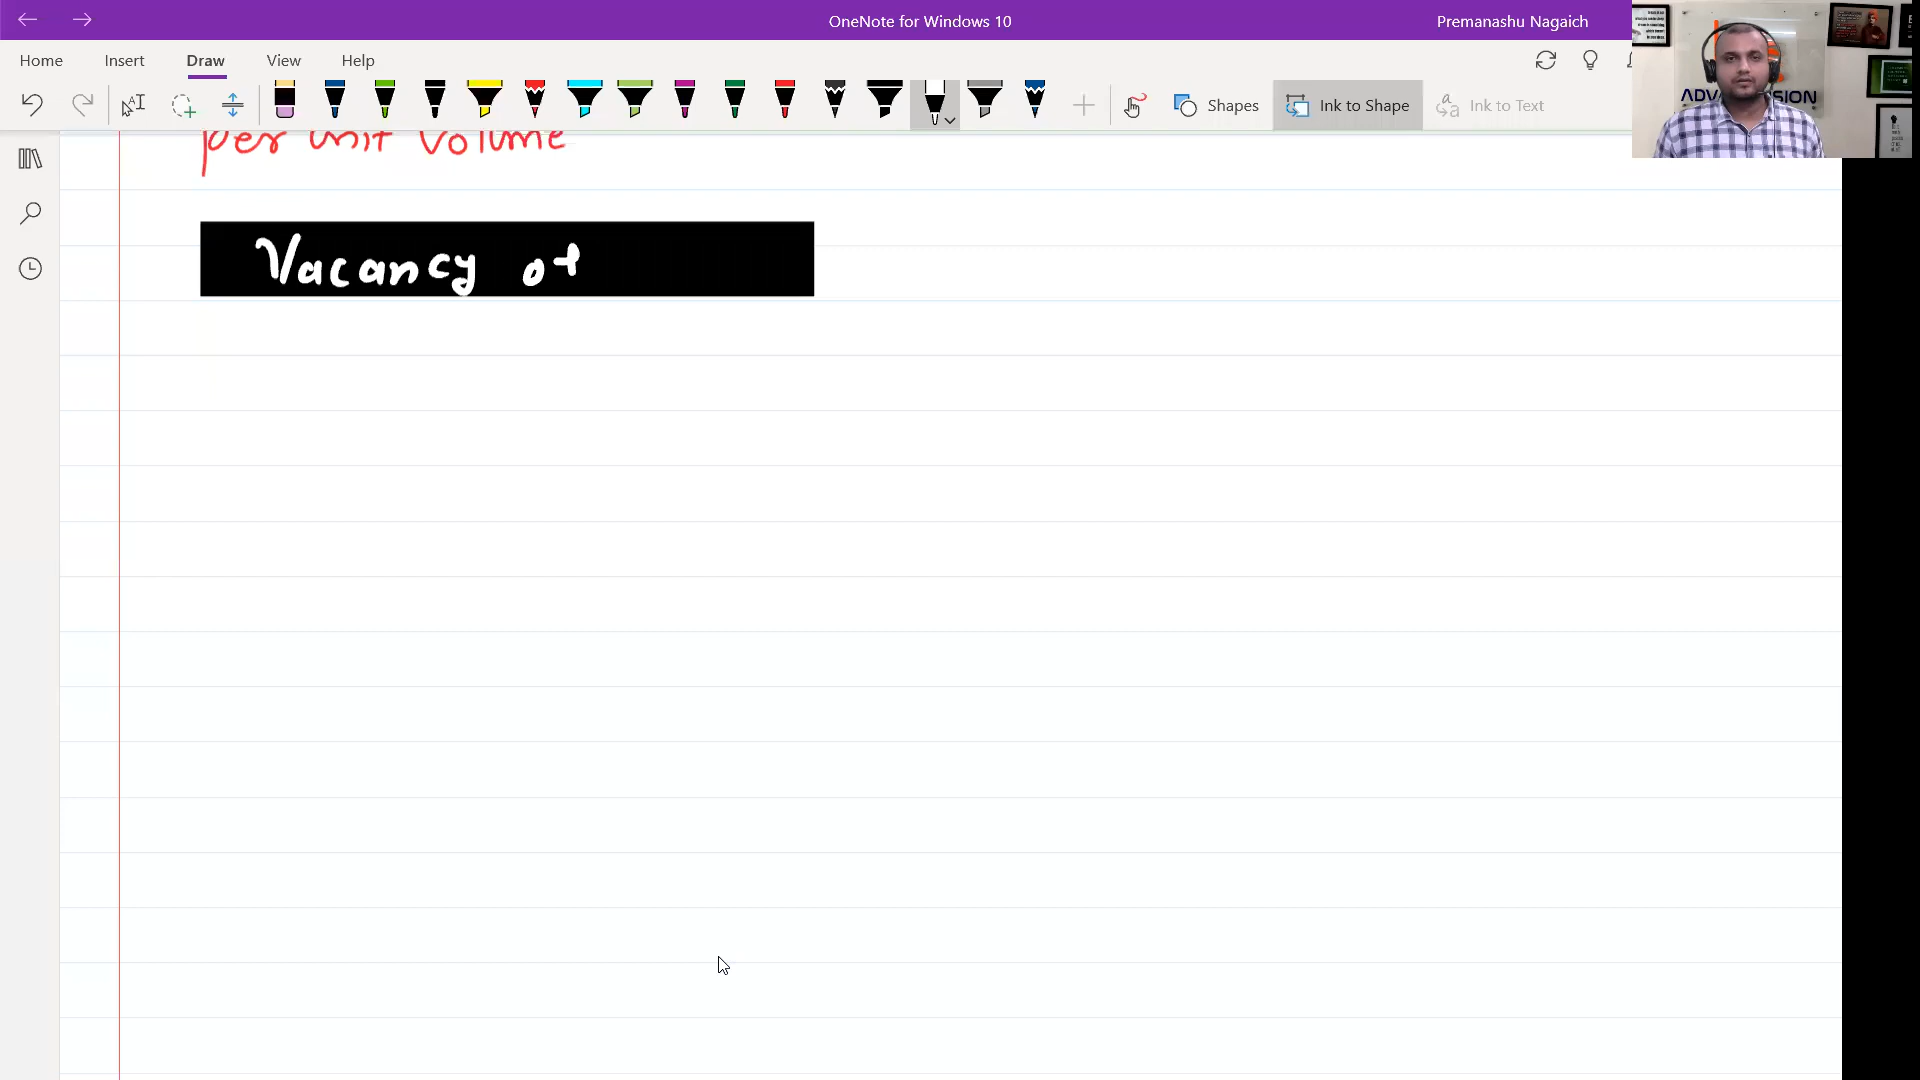 OneNote for Windows 10
Premanashu Nagaich
Home Insert Draw View Help
Shapes Ink to Shape Ink to Text
per unit volume
Vacancy of